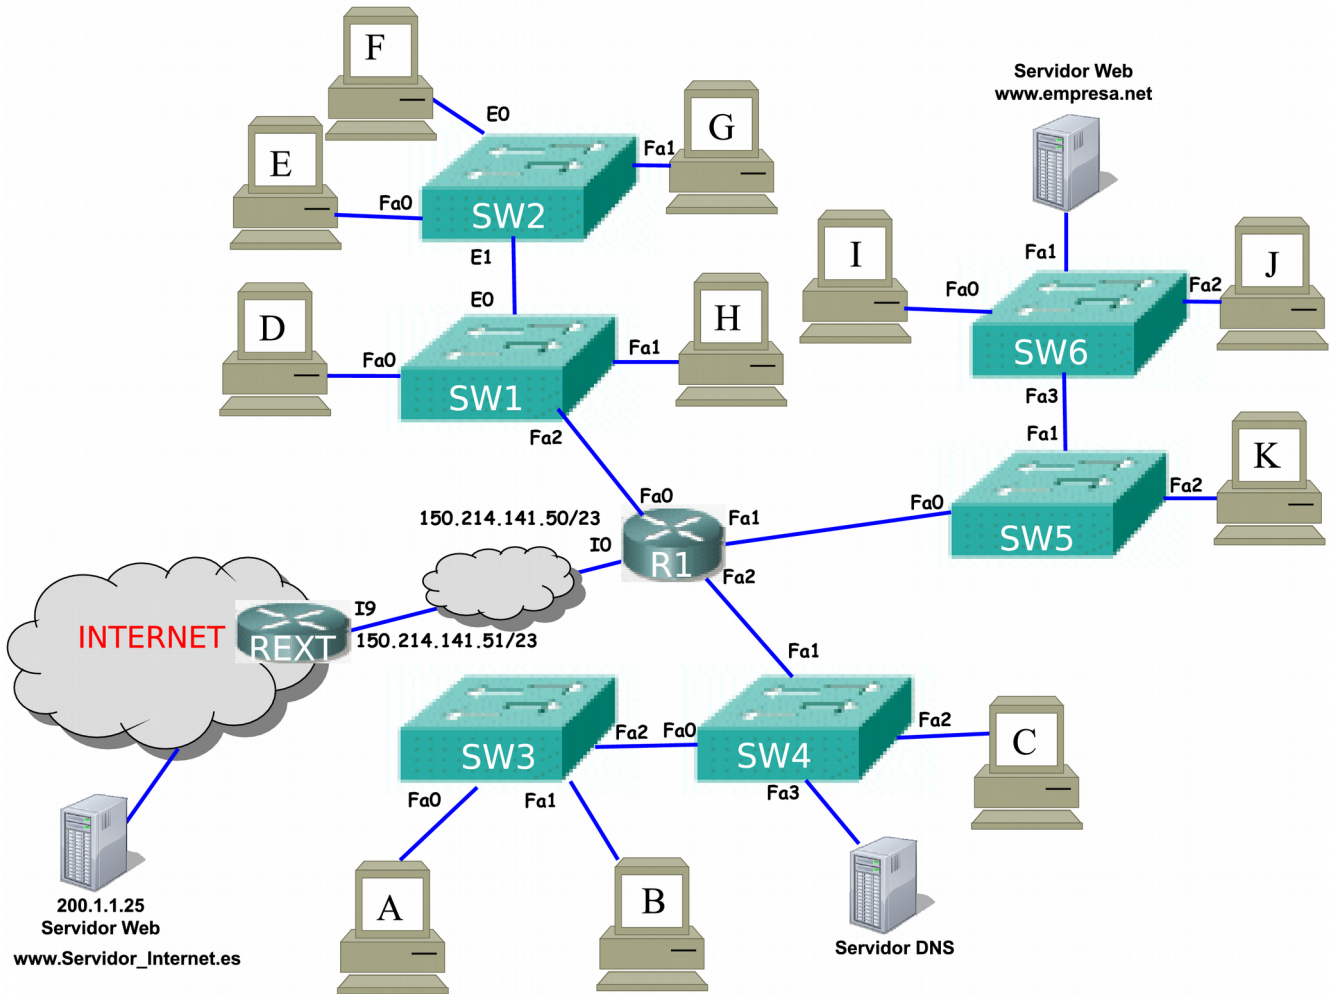 F
E0
Fa1
G
E
Fa0
SW2
E1
E0
D
Fa0
SW1
Fa1
H
Fa2
Servidor Web
www.empresa.net
Fa1
I
Fa0
J
Fa2
SW6
Fa3
Fa1
K
Fa2
Fa0
SW5
Fa0
150.214.141.50/23
Fa1
I0
R1
Fa2
INTERNET
I9
REXT
150.214.141.51/23
Fa1
SW3
Fa2
Fa0
SW4
Fa2
C
Fa0
Fa1
Fa3
A
B
200.1.1.25
Servidor Web
www.Servidor_Internet.es
Servidor DNS